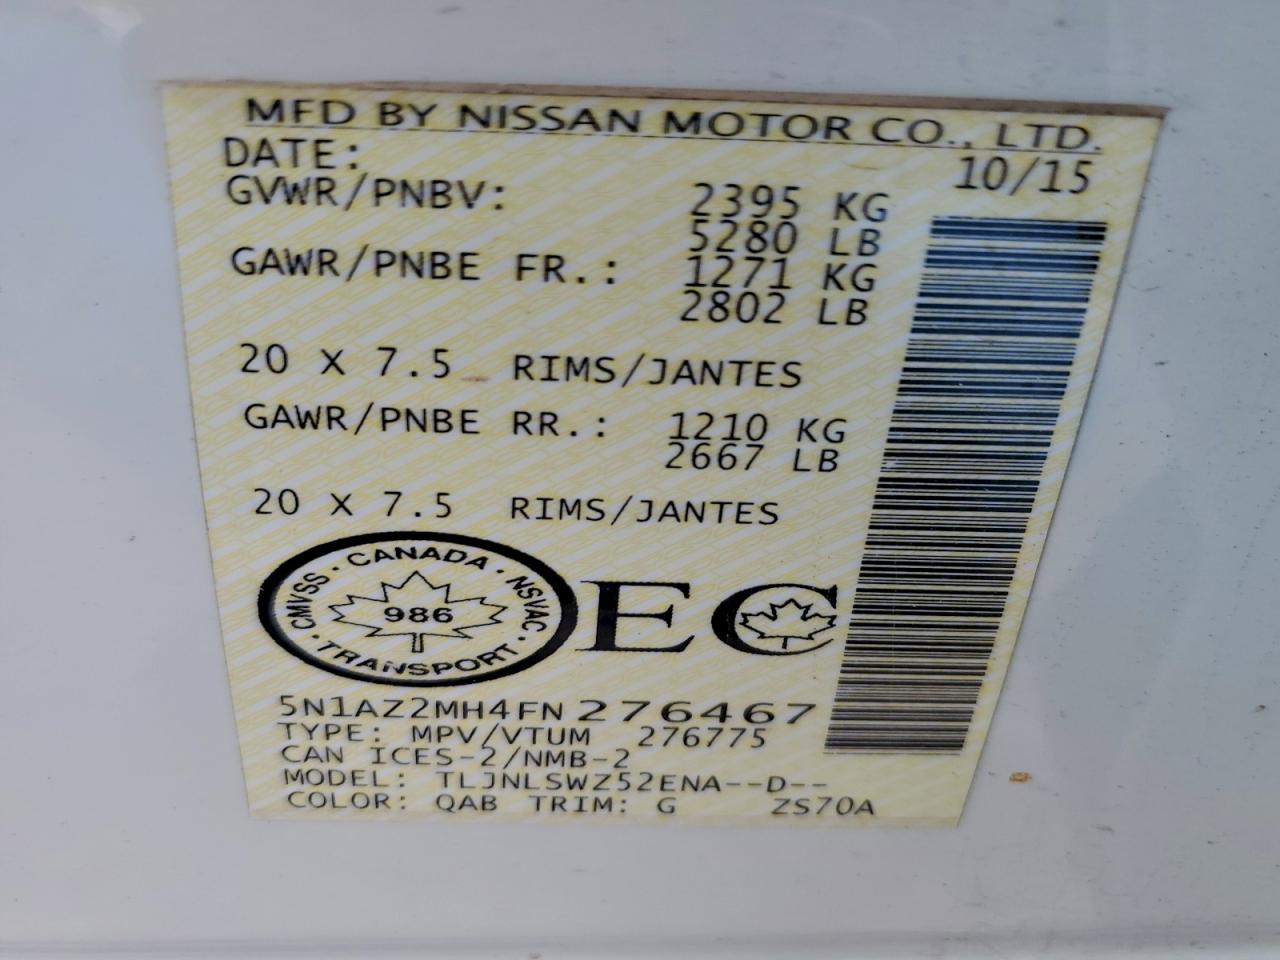 MFD BY NISSAN MOTOR CO., LTD.
DATE: 10/15
GVWR/PNBV: 2395 KG
5280 LB
GAWR/PNBE FR.: 1271 KG
2802 LB
20 X 7.5 RIMS/JANTES
GAWR/PNBE RR.: 1210 KG
2667 LB
20 X 7.5 RIMS/JANTES
CANADA · NSVAC · TRANSPORT · CMVSS ·
986
EC
5N1AZ2MH4FN276467
TYPE: MPV/VTUM 276775
CAN ICES-2/NMB-2
MODEL: TLJNLSWZ52ENA--D--
COLOR: QAB TRIM: G ZS70A